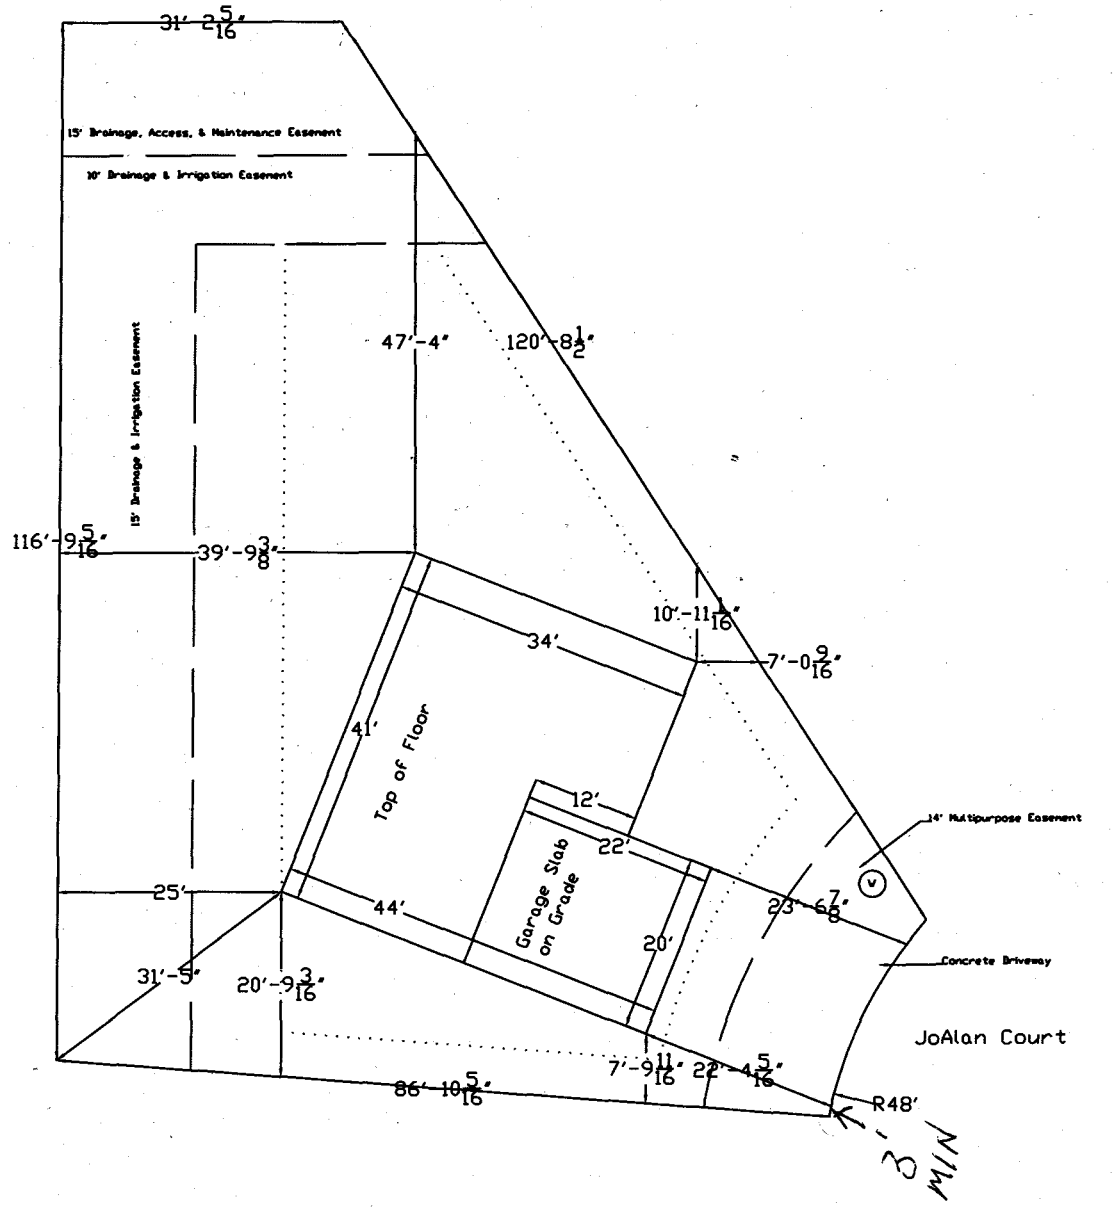 31'-2 5/16"
15' Drainage, Access, & Maintenance Easement
10' Drainage & Irrigation Easement
15' Drainage & Irrigation Easement
47'-4"
120'-8 1/2"
116'-9 5/16"
39'-9 3/8"
10'-11 1/16"
34'
7'-0 9/16"
41'
Top of Floor
12'
22'
14' Multipurpose Easement
V
Garage Slab
on Grade
25'
44'
23'-6 7/8"
20'
Concrete Driveway
31'-5"
20'-9 3/16"
JoAlan Court
7'-9 11/16"
22'-4 5/16"
86'-10 5/16"
R48'
3'
MIN